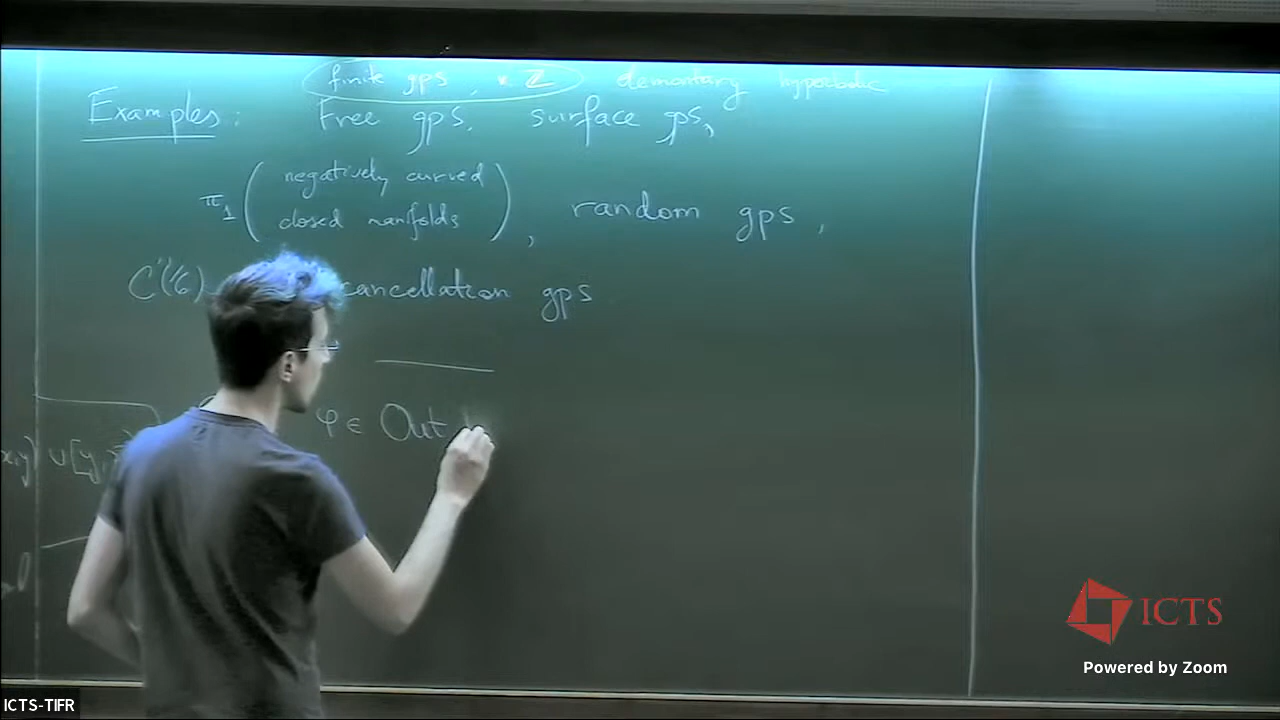 finite gps, * ℤ elementary hyperbolic
Examples: Free gps, surface gps,
π₁ ( negatively curved
closed manifolds ), random gps,
C'(1/6) cancellation gps
φ ∈ Out
x,y] ∪ [y,
ICTS
Powered by Zoom
ICTS-TIFR